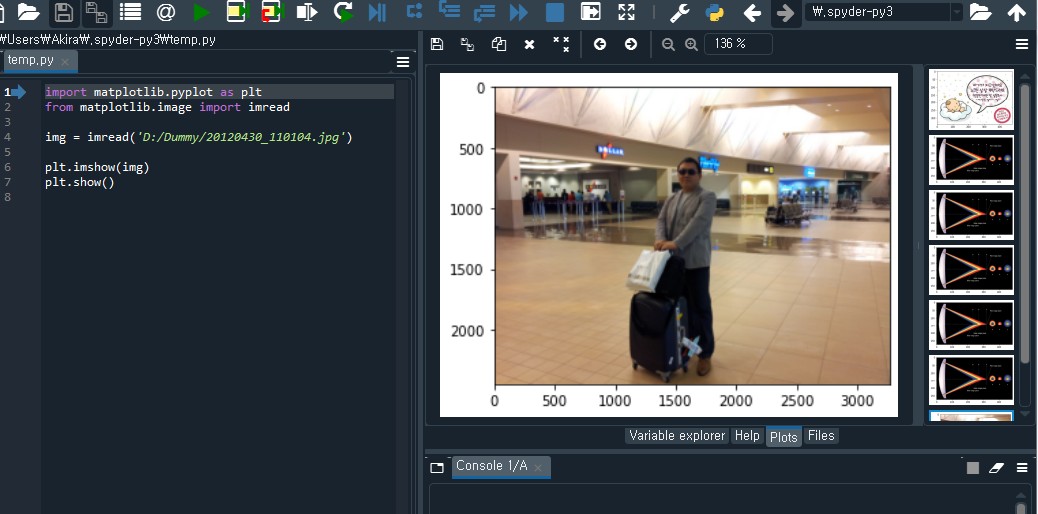 ₩.spyder-py3
₩Users₩Akira₩.spyder-py3₩temp.py
temp.py
136 %
1 import matplotlib.pyplot as plt
2 from matplotlib.image import imread
3
4 img = imread('D:/Dummy/20120430_110104.jpg')
5
6 plt.imshow(img)
7 plt.show()
8
0
500
1000
1500
2000
0 500 1000 1500 2000 2500 3000
Variable explorer Help Plots Files
Console 1/A